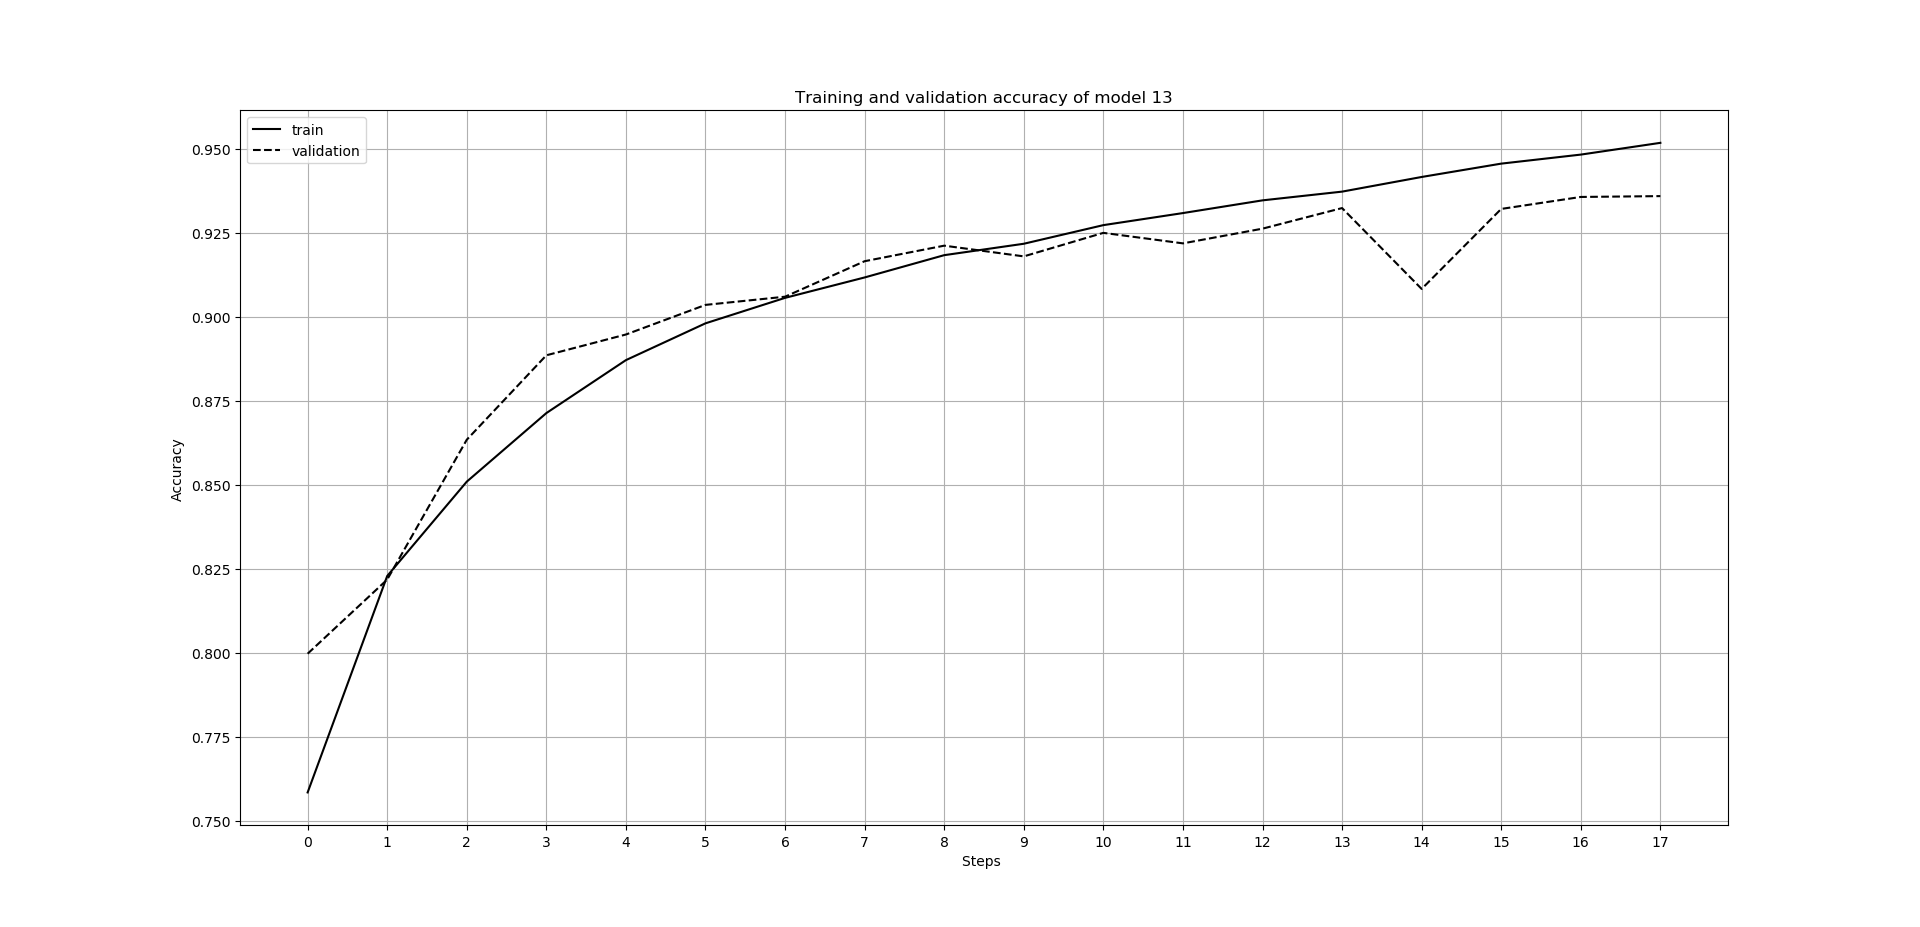 Training and validation accuracy of model 13
train
validation
0.950
0.925
0.900
0.875
0.850
0.825
0.800
0.775
0.750
Accuracy
0 1 2 3 4 5 6 7 8 9 10 11 12 13 14 15 16 17
Steps